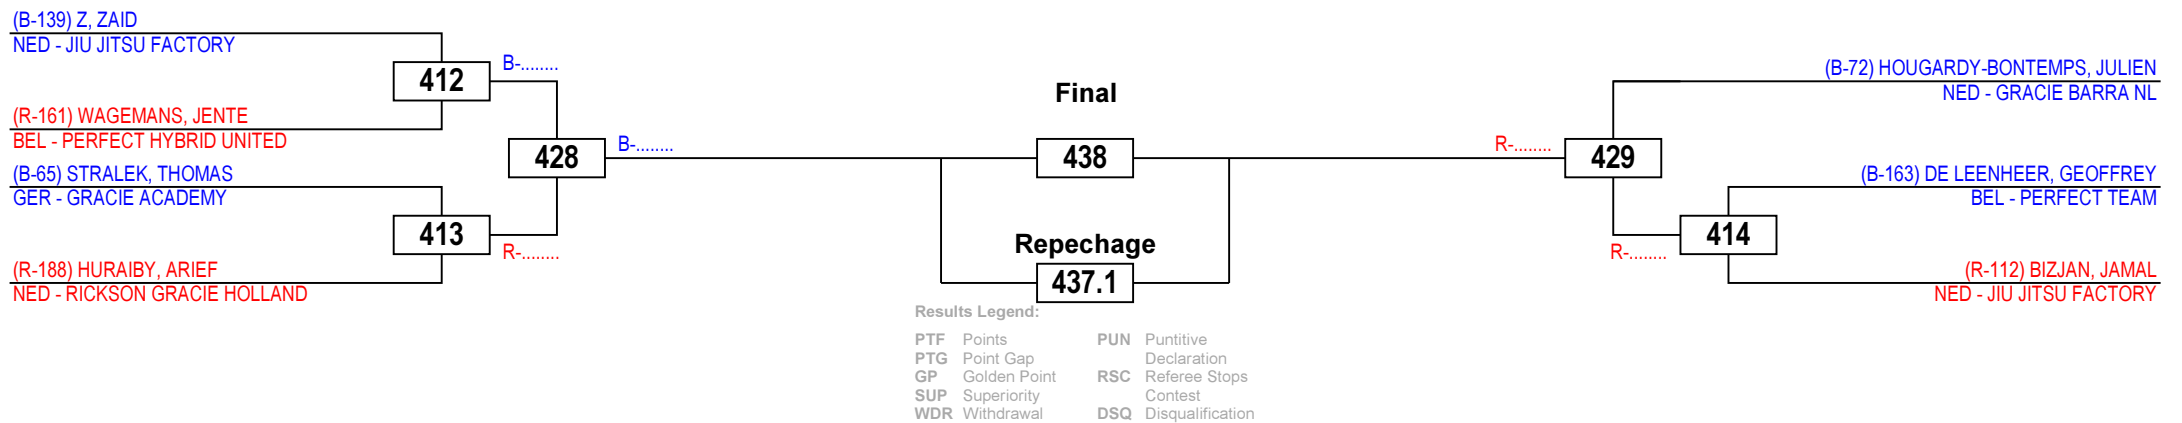 (B-139) Z, ZAID
NED - JIU JITSU FACTORY
412
B-........
(R-161) WAGEMANS, JENTE
BEL - PERFECT HYBRID UNITED
428
B-........
(B-65) STRALEK, THOMAS
GER - GRACIE ACADEMY
413
R-........
(R-188) HURAIBY, ARIEF
NED - RICKSON GRACIE HOLLAND
Final
438
Repechage
437.1
(B-72) HOUGARDY-BONTEMPS, JULIEN
NED - GRACIE BARRA NL
R-........
429
(B-163) DE LEENHEER, GEOFFREY
BEL - PERFECT TEAM
R-........
414
(R-112) BIZJAN, JAMAL
NED - JIU JITSU FACTORY
Results Legend:
PTF Points
PTG Point Gap
GP Golden Point
SUP Superiority
WDR Withdrawal
PUN Puntitive
Declaration
RSC Referee Stops
Contest
DSQ Disqualification